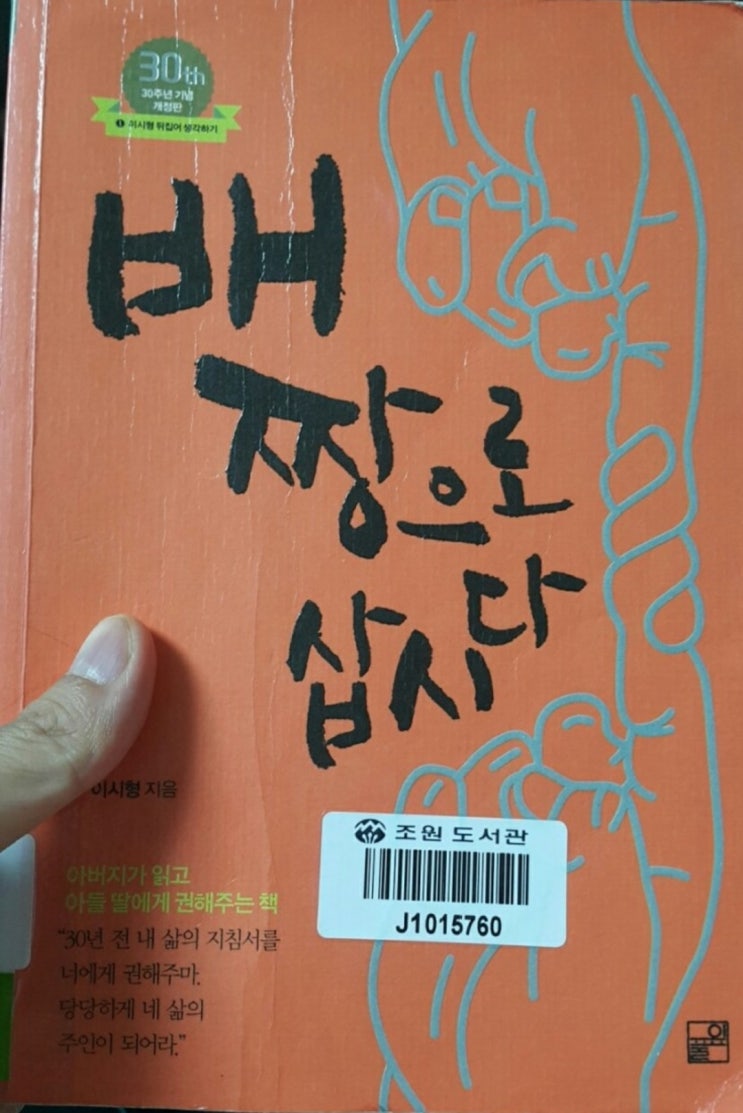 30th
30주년 기념
개정판
❶ 이시형 뒤집어 생각하기
배
짱으로
삽시다
이시형 지음
아버지가 읽고
아들 딸에게 권해주는 책
“30년 전 내 삶의 지침서를
너에게 권해주마.
당당하게 네 삶의
주인이 되어라.”
조원 도서관
J1015760